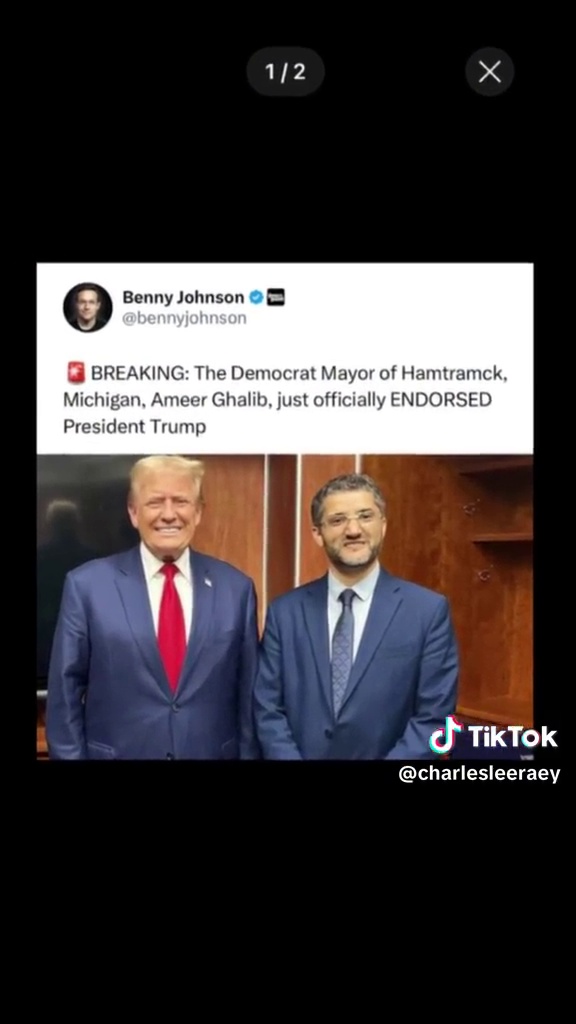 1/2
Benny Johnson
@bennyjohnson
🚨 BREAKING: The Democrat Mayor of Hamtramck,
Michigan, Ameer Ghalib, just officially ENDORSED
President Trump
TikTok
@charlesleeraey